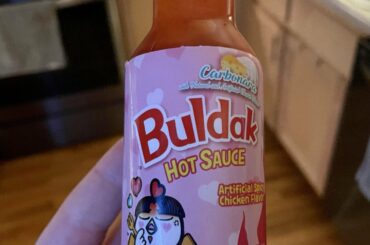 Carbonara
Buldak
HOT SAUCE
Artificial Spicy
Chicken Flavor